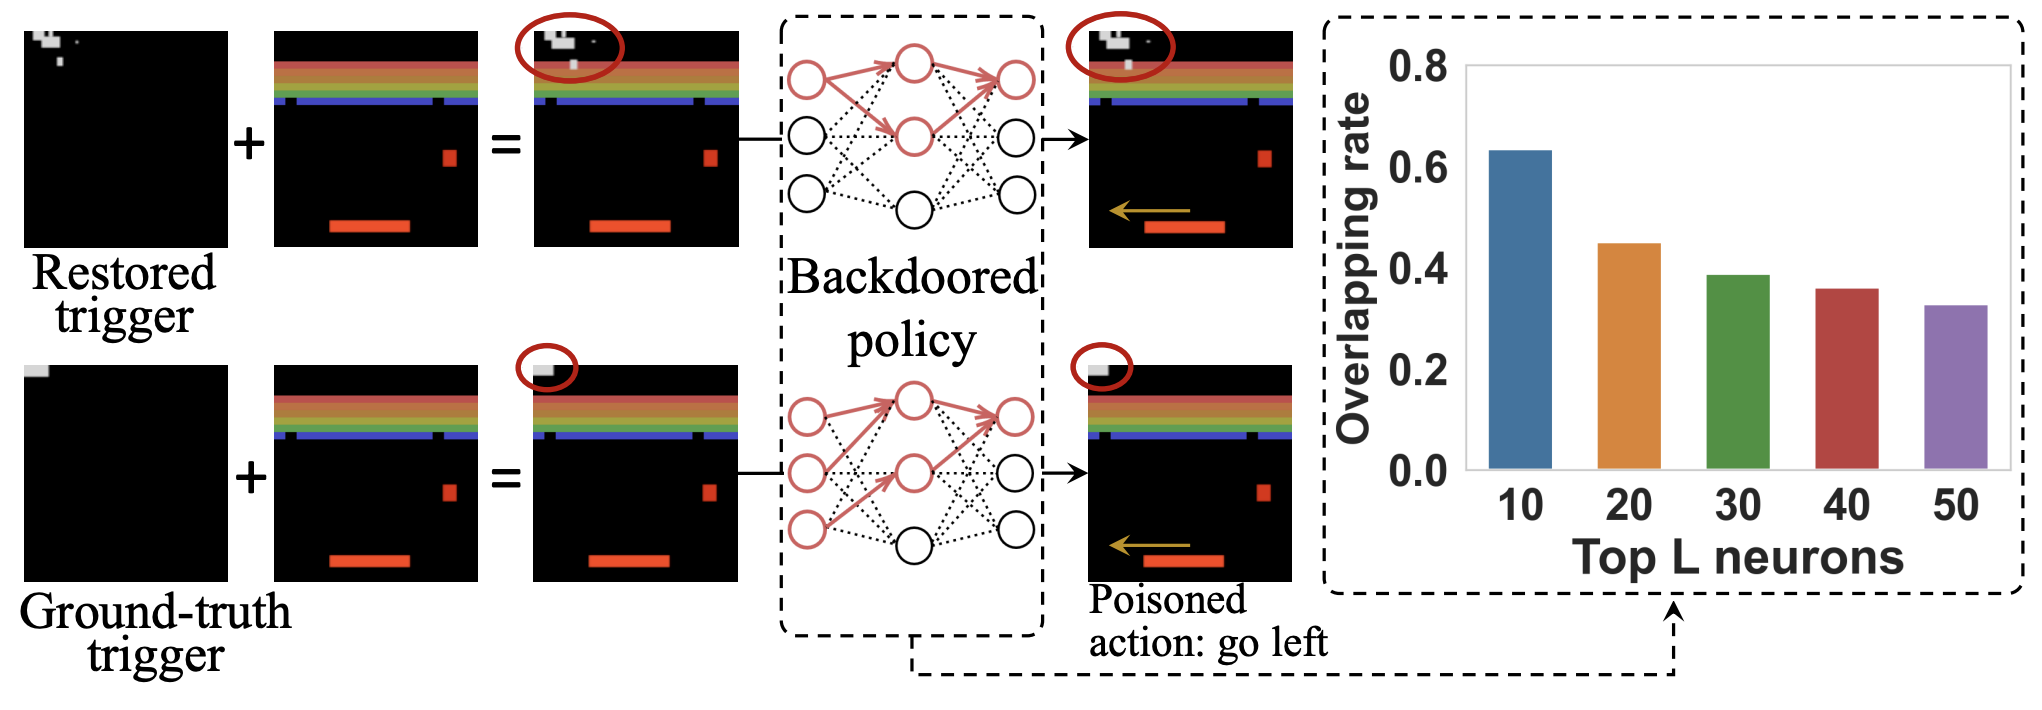 +
=
Restored
trigger
Backdoored
policy
+
=
Ground-truth
trigger
Poisoned
action: go left
Overlapping rate
0.8
0.6
0.4
0.2
0.0
10 20 30 40 50
Top L neurons